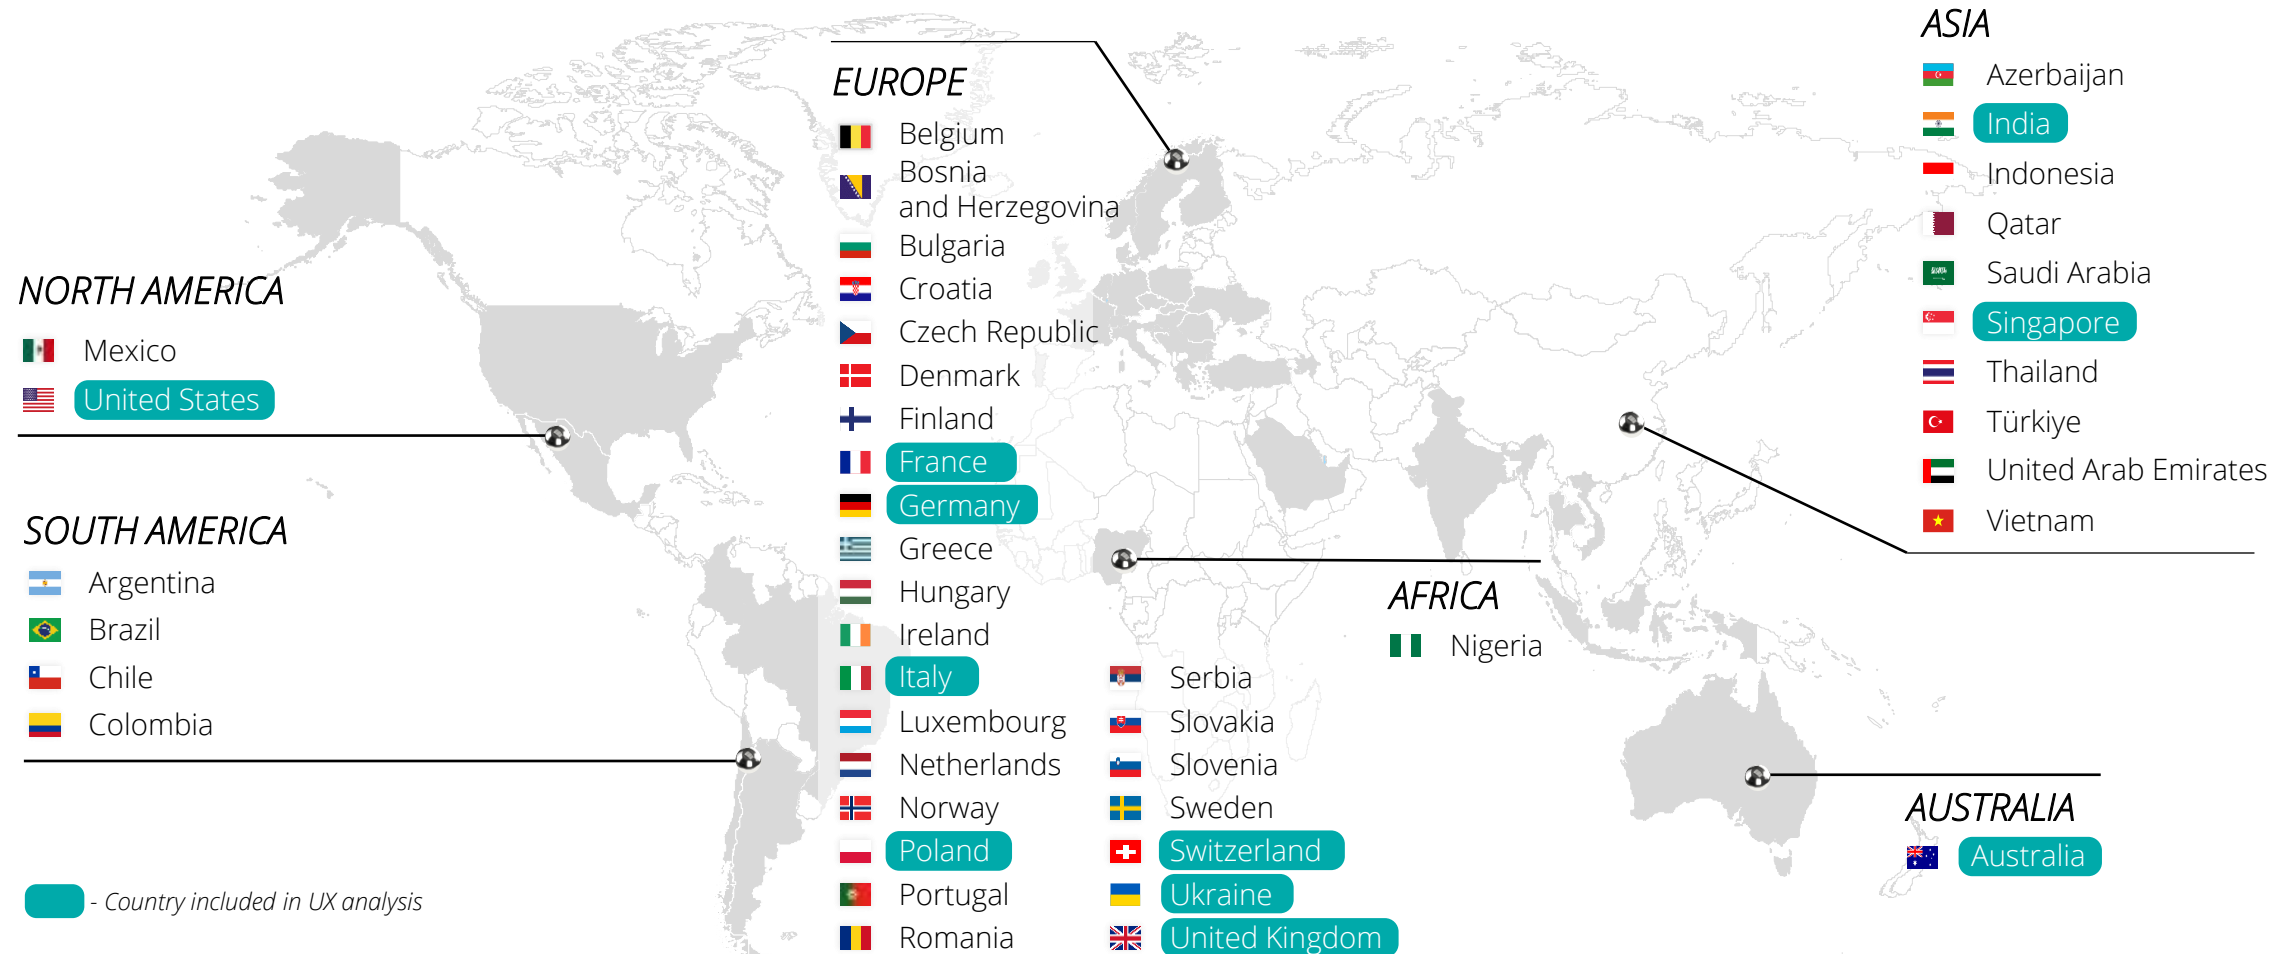 NORTH AMERICA
Mexico
United States
SOUTH AMERICA
Argentina
Brazil
Chile
Colombia
- Country included in UX analysis
EUROPE
Belgium
Bosnia
and Herzegovina
Bulgaria
Croatia
Czech Republic
Denmark
Finland
France
Germany
Greece
Hungary
Ireland
Italy
Luxembourg
Netherlands
Norway
Poland
Portugal
Romania
Serbia
Slovakia
Slovenia
Sweden
Switzerland
Ukraine
United Kingdom
AFRICA
Nigeria
ASIA
Azerbaijan
India
Indonesia
Qatar
Saudi Arabia
Singapore
Thailand
Türkiye
United Arab Emirates
Vietnam
AUSTRALIA
Australia